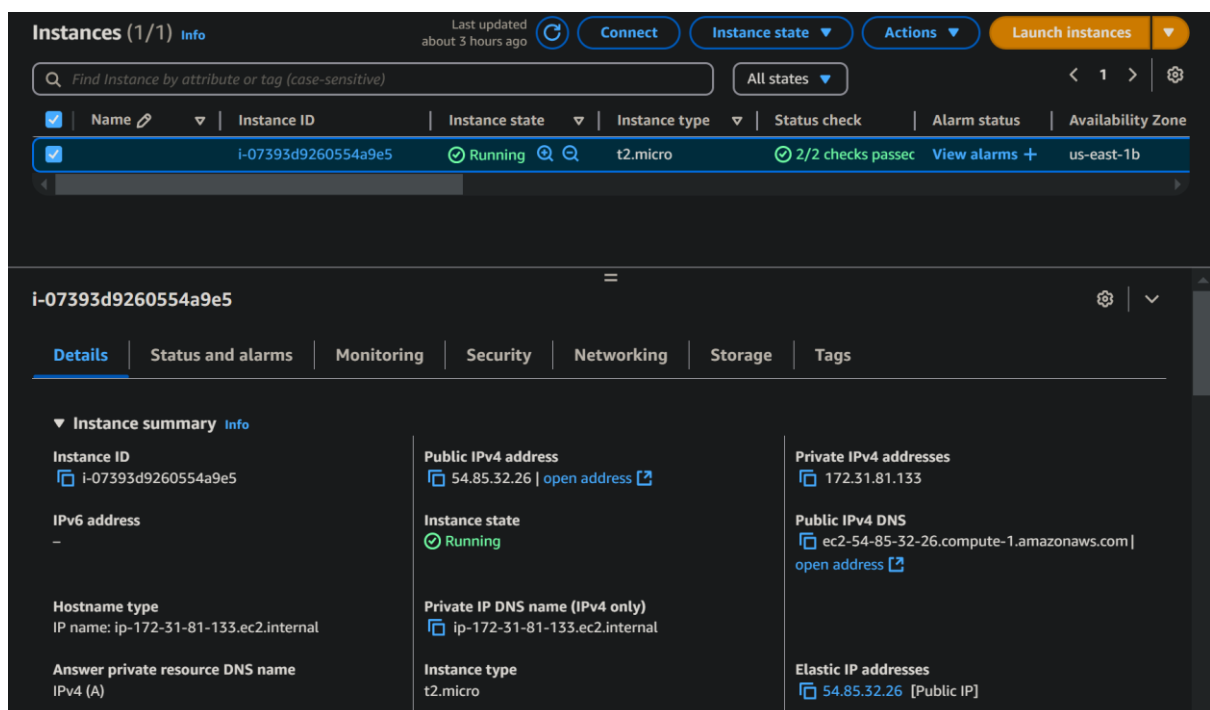 Instances (1/1) Info
Last updated
about 3 hours ago
Connect
Instance state
Actions
Launch instances
Find Instance by attribute or tag (case-sensitive)
All states
1
Name
Instance ID
Instance state
Instance type
Status check
Alarm status
Availability Zone
i-07393d9260554a9e5
Running
t2.micro
2/2 checks passec
View alarms +
us-east-1b
i-07393d9260554a9e5
Details
Status and alarms
Monitoring
Security
Networking
Storage
Tags
Instance summary Info
Instance ID
i-07393d9260554a9e5
Public IPv4 address
54.85.32.26 | open address
Private IPv4 addresses
172.31.81.133
IPv6 address
–
Instance state
Running
Public IPv4 DNS
ec2-54-85-32-26.compute-1.amazonaws.com |
open address
Hostname type
IP name: ip-172-31-81-133.ec2.internal
Private IP DNS name (IPv4 only)
ip-172-31-81-133.ec2.internal
Answer private resource DNS name
IPv4 (A)
Instance type
t2.micro
Elastic IP addresses
54.85.32.26 [Public IP]